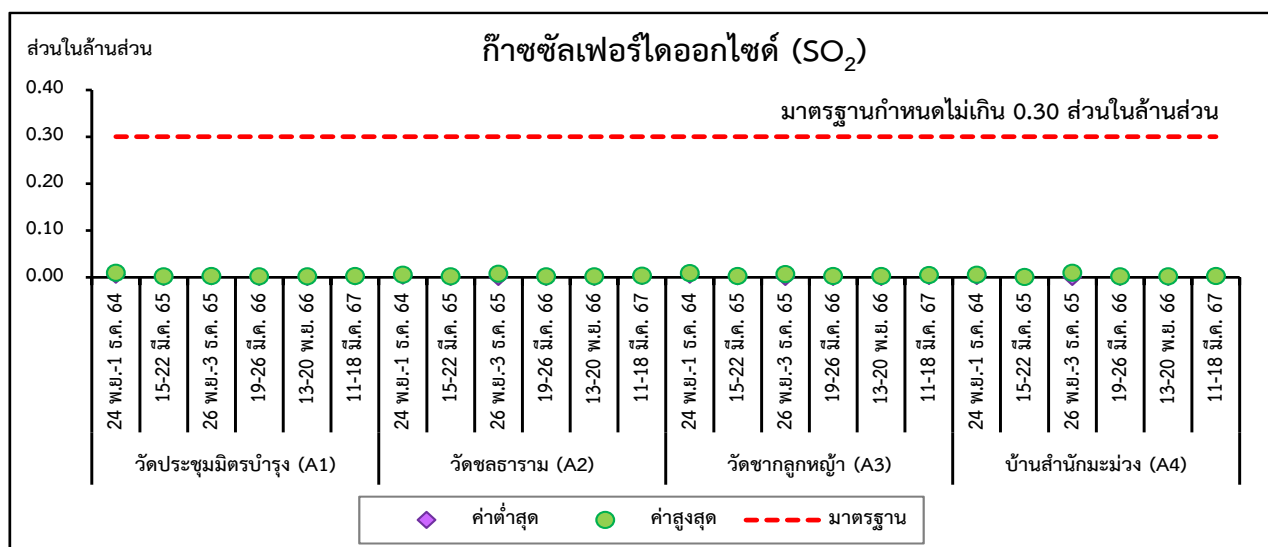 ส่วนในล้านส่วน
ก๊าซซัลเฟอร์ไดออกไซด์ (SO2)
0.40
มาตรฐานกำหนดไม่เกิน 0.30 ส่วนในล้านส่วน
0.30
0.20
0.10
0.00
24 พ.ย.-1 ธ.ค. 64
15-22 มี.ค. 65
26 พ.ย.-3 ธ.ค. 65
19-26 มี.ค. 66
13-20 พ.ย. 66
11-18 มี.ค. 67
24 พ.ย.-1 ธ.ค. 64
15-22 มี.ค. 65
26 พ.ย.-3 ธ.ค. 65
19-26 มี.ค. 66
13-20 พ.ย. 66
11-18 มี.ค. 67
24 พ.ย.-1 ธ.ค. 64
15-22 มี.ค. 65
26 พ.ย.-3 ธ.ค. 65
19-26 มี.ค. 66
13-20 พ.ย. 66
11-18 มี.ค. 67
24 พ.ย.-1 ธ.ค. 64
15-22 มี.ค. 65
26 พ.ย.-3 ธ.ค. 65
19-26 มี.ค. 66
13-20 พ.ย. 66
11-18 มี.ค. 67
วัดประชุมมิตรบำรุง (A1)
วัดชลธาราม (A2)
วัดชากลูกหญ้า (A3)
บ้านสำนักมะม่วง (A4)
ค่าต่ำสุด
ค่าสูงสุด
มาตรฐาน